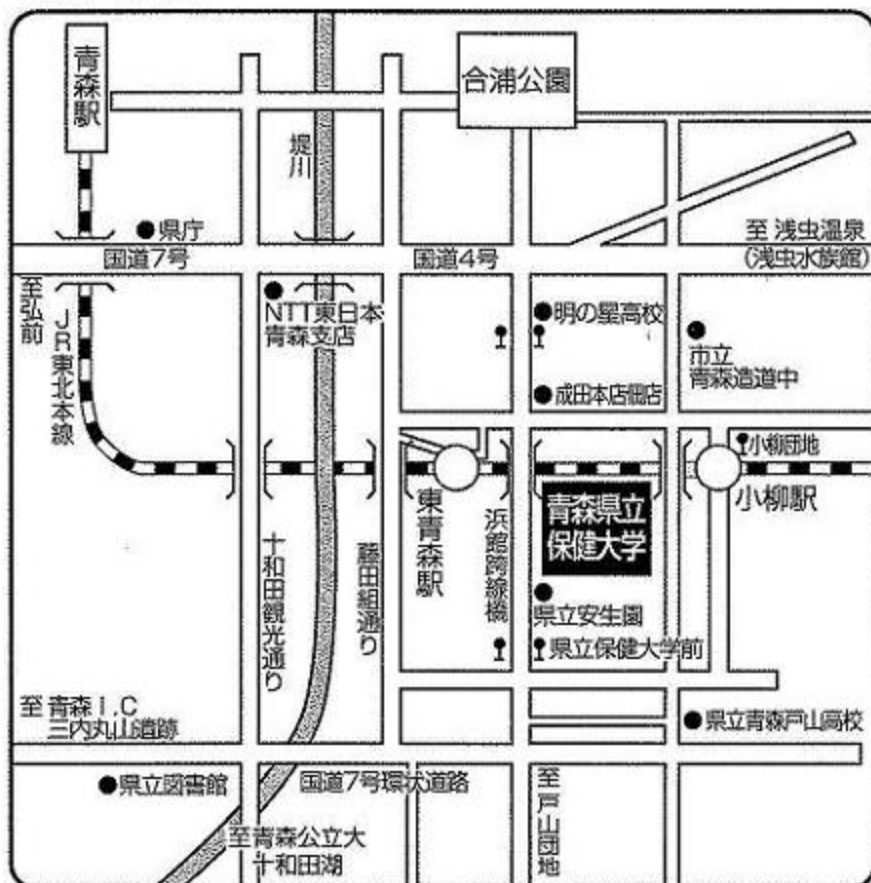 青森駅
合浦公園
堤川
県庁
国道7号
国道4号
至 浅虫温泉
(浅虫水族館)
至弘前
JR東北本線
NTT東日本
青森支店
明の星高校
市立
青森造道中
成田本店佃店
小柳団地
小柳駅
東青森駅
浜館跨線橋
青森県立
保健大学
十和田観光通り
藤田組通り
県立安生園
県立保健大学前
至 青森I.C
三内丸山遺跡
県立青森戸山高校
県立図書館
国道7号環状道路
至戸山団地
至青森公立大
十和田湖